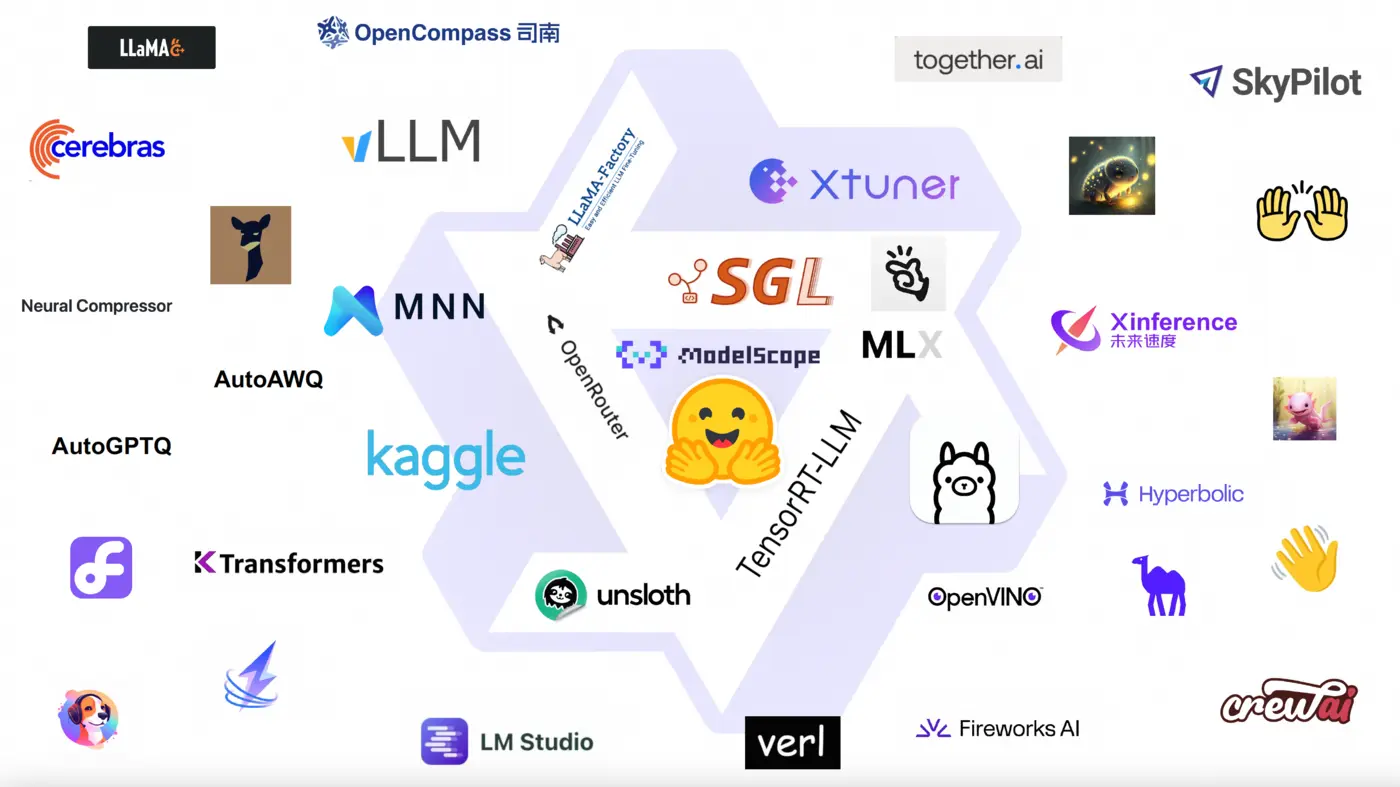 LLaMA
OpenCompass 司南
together.ai
SkyPilot
cerebras
vLLM
LLaMA-Factory
Easy and Efficient LLM Fine-Tuning
Xtuner
SGL
Neural Compressor
MNN
OpenRouter
ModelScope
MLX
Xinference
未来速度
AutoAWQ
AutoGPTQ
kaggle
TensorRT-LLM
Hyperbolic
KTransformers
unsloth
OpenVINO
LM Studio
verl
Fireworks AI
crewai